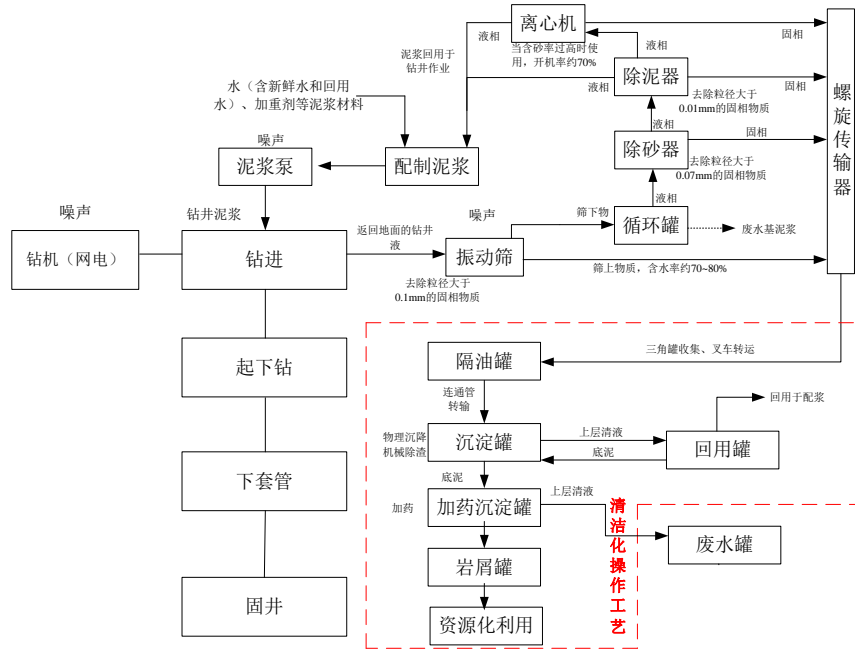 离心机
液相
固相
泥浆回用于
钻井作业
当含砂率过高时使
用，开机率约70%
液相
水（含新鲜水和回用
水）、加重剂等泥浆材料
液相
除泥器
去除粒径大于
0.01mm的固相物质
固相
螺旋传输器
液相
噪声
泥浆泵
配制泥浆
除砂器
固相
去除粒径大于
0.07mm的固相物质
液相
噪声
钻井泥浆
噪声
筛下物
循环罐
废水基泥浆
钻机（网电）
钻进
返回地面的钻井
液
振动筛
筛上物质，含水率约70~80%
去除粒径大于
0.1mm的固相物质
起下钻
隔油罐
三角罐收集、叉车转运
连通管
转输
回用于配浆
物理沉降
机械除渣
沉淀罐
上层清液
底泥
回用罐
下套管
底泥
加药
加药沉淀罐
上层清液
清洁化操作工艺
废水罐
岩屑罐
固井
资源化利用